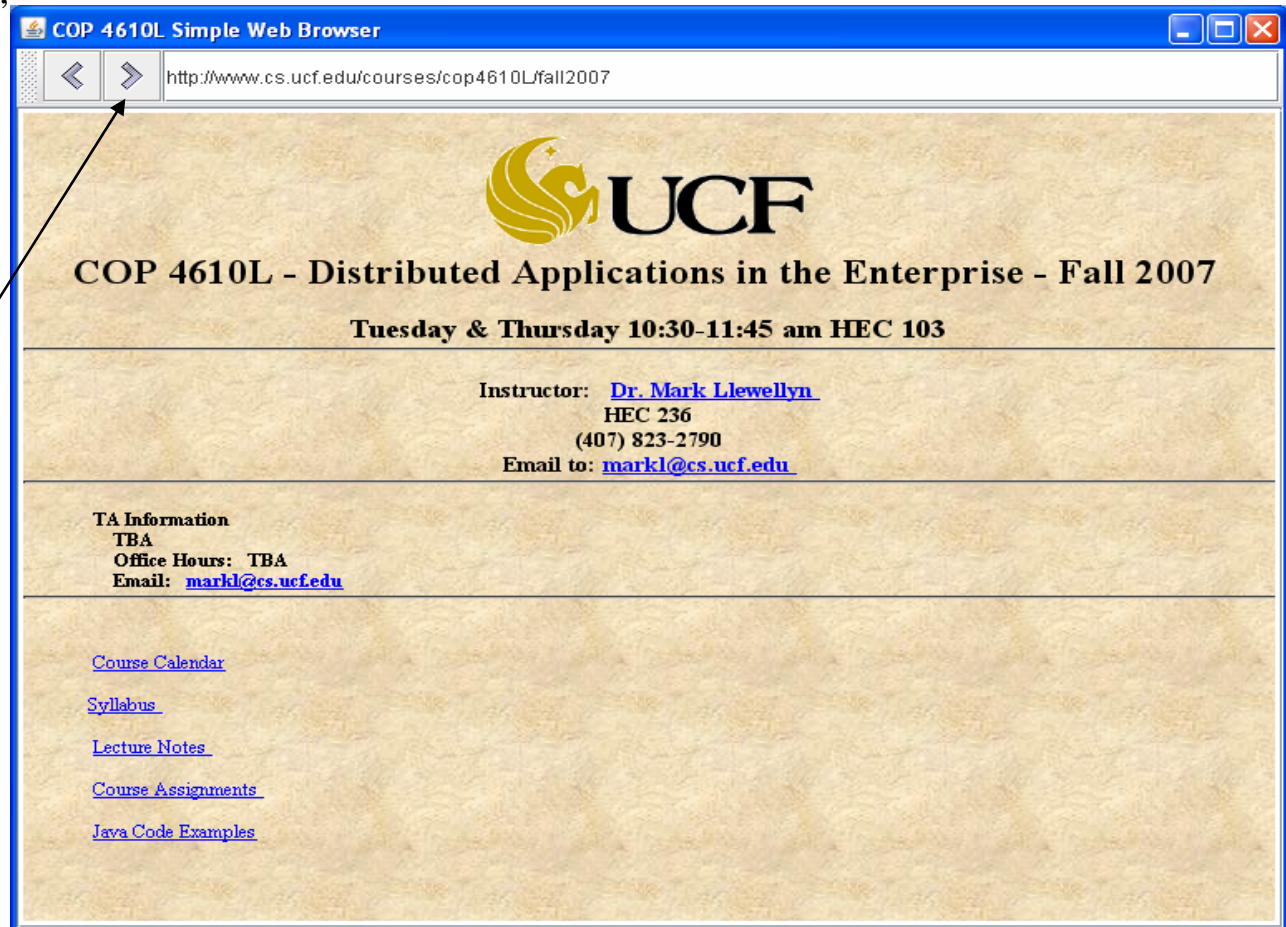 COP 4610L Simple Web Browser
http://www.cs.ucf.edu/courses/cop4610L/fall2007
UCF
COP 4610L - Distributed Applications in the Enterprise - Fall 2007
Tuesday & Thursday 10:30-11:45 am HEC 103
Instructor: Dr. Mark Llewellyn
HEC 236
(407) 823-2790
Email to: markl@cs.ucf.edu
TA Information
TBA
Office Hours: TBA
Email: markl@cs.ucf.edu
Course Calendar
Syllabus
Lecture Notes
Course Assignments
Java Code Examples